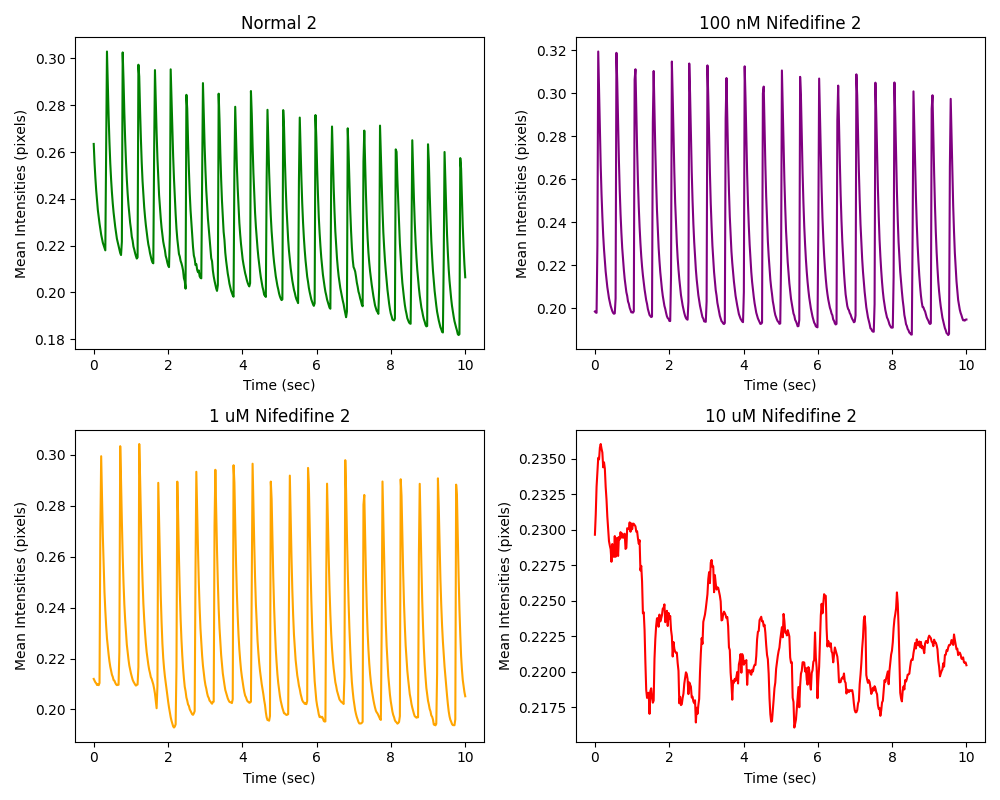 Normal 2
Mean Intensities (pixels)
0.30
0.28
0.26
0.24
0.22
0.20
0.18
0 2 4 6 8 10
Time (sec)
100 nM Nifedifine 2
Mean Intensities (pixels)
0.32
0.30
0.28
0.26
0.24
0.22
0.20
0 2 4 6 8 10
Time (sec)
1 uM Nifedifine 2
Mean Intensities (pixels)
0.30
0.28
0.26
0.24
0.22
0.20
0 2 4 6 8 10
Time (sec)
10 uM Nifedifine 2
Mean Intensities (pixels)
0.2350
0.2325
0.2300
0.2275
0.2250
0.2225
0.2200
0.2175
0 2 4 6 8 10
Time (sec)